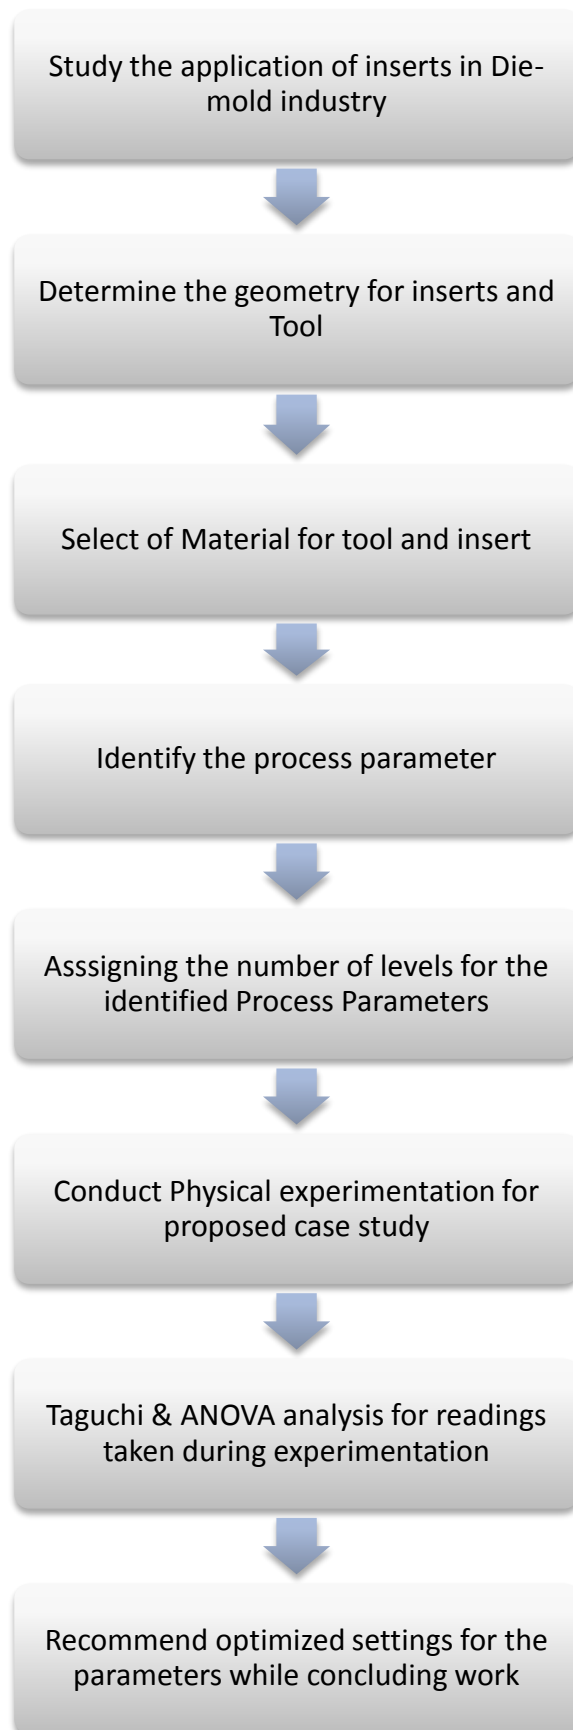 Study the application of inserts in Die-
mold industry
Determine the geometry for inserts and
Tool
Select of Material for tool and insert
Identify the process parameter
Asssigning the number of levels for the
identified Process Parameters
Conduct Physical experimentation for
proposed case study
Taguchi & ANOVA analysis for readings
taken during experimentation
Recommend optimized settings for the
parameters while concluding work